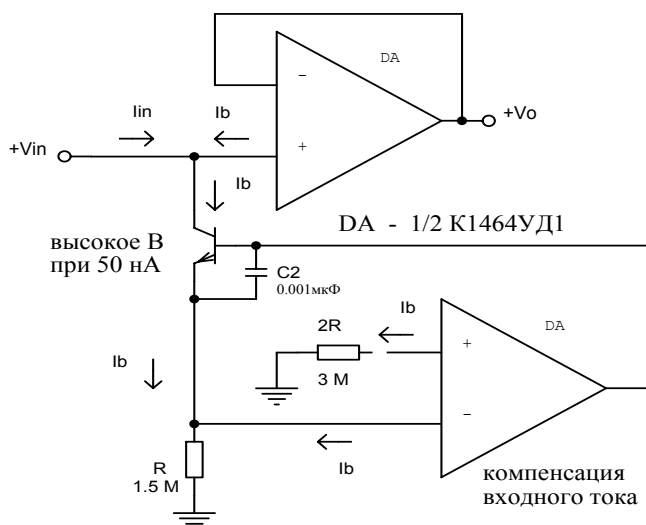 DA
−
+
Iin
Ib
+Vin
+Vo
Ib
высокое В
при 50 нА
DA - 1/2 К1464УД1
C2
0.001мкФ
Ib
2R
3 M
DA
+
−
Ib
Ib
R
1.5 M
компенсация
входного тока